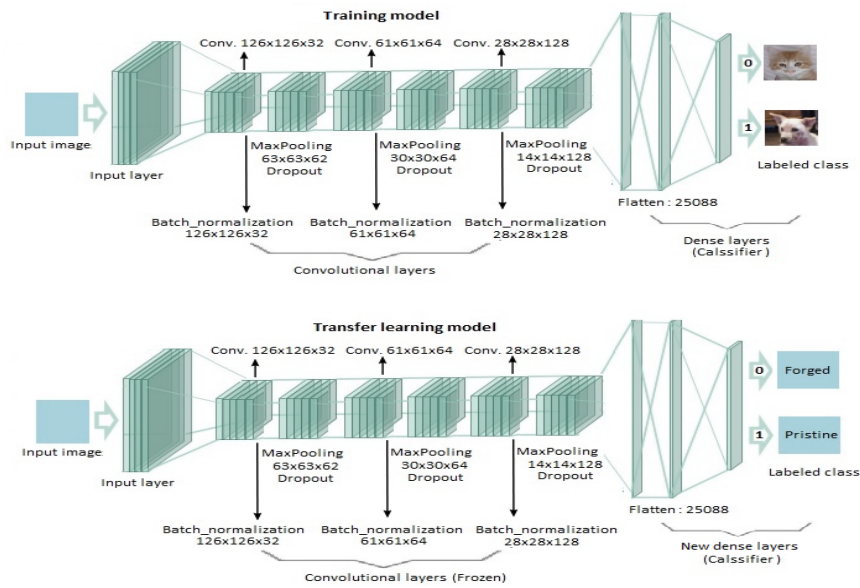 Training model
Conv. 126x126x32 Conv. 61x61x64 Conv. 28x28x128
0
1
Input image
Input layer
MaxPooling MaxPooling MaxPooling
63x63x62 30x30x64 14x14x128
Dropout Dropout Dropout
Labeled class
Flatten : 25088
Batch_normalization Batch_normalization Batch_normalization
126x126x32 61x61x64 28x28x128
Dense layers
(Calssifier )
Convolutional layers
Transfer learning model
Conv. 126x126x32 Conv. 61x61x64 Conv. 28x28x128
0 Forged
1 Pristine
Input image
Input layer
MaxPooling MaxPooling MaxPooling
63x63x62 30x30x64 14x14x128
Dropout Dropout Dropout
Labeled class
Flatten : 25088
Batch_normalization Batch_normalization Batch_normalization
126x126x32 61x61x64 28x28x128
New dense layers
(Calssifier )
Convolutional layers (Frozen)